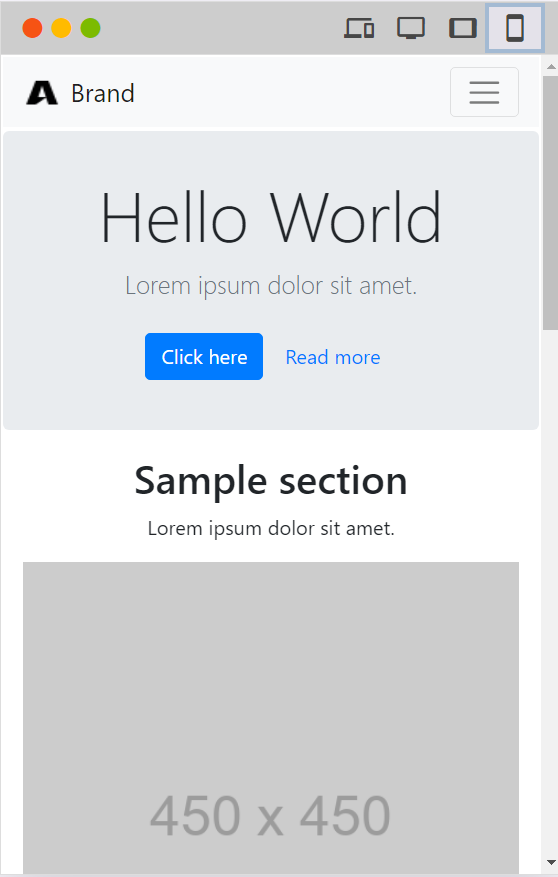 Brand
Hello World
Lorem ipsum dolor sit amet.
Click here Read more
Sample section
Lorem ipsum dolor sit amet.
450 x 450